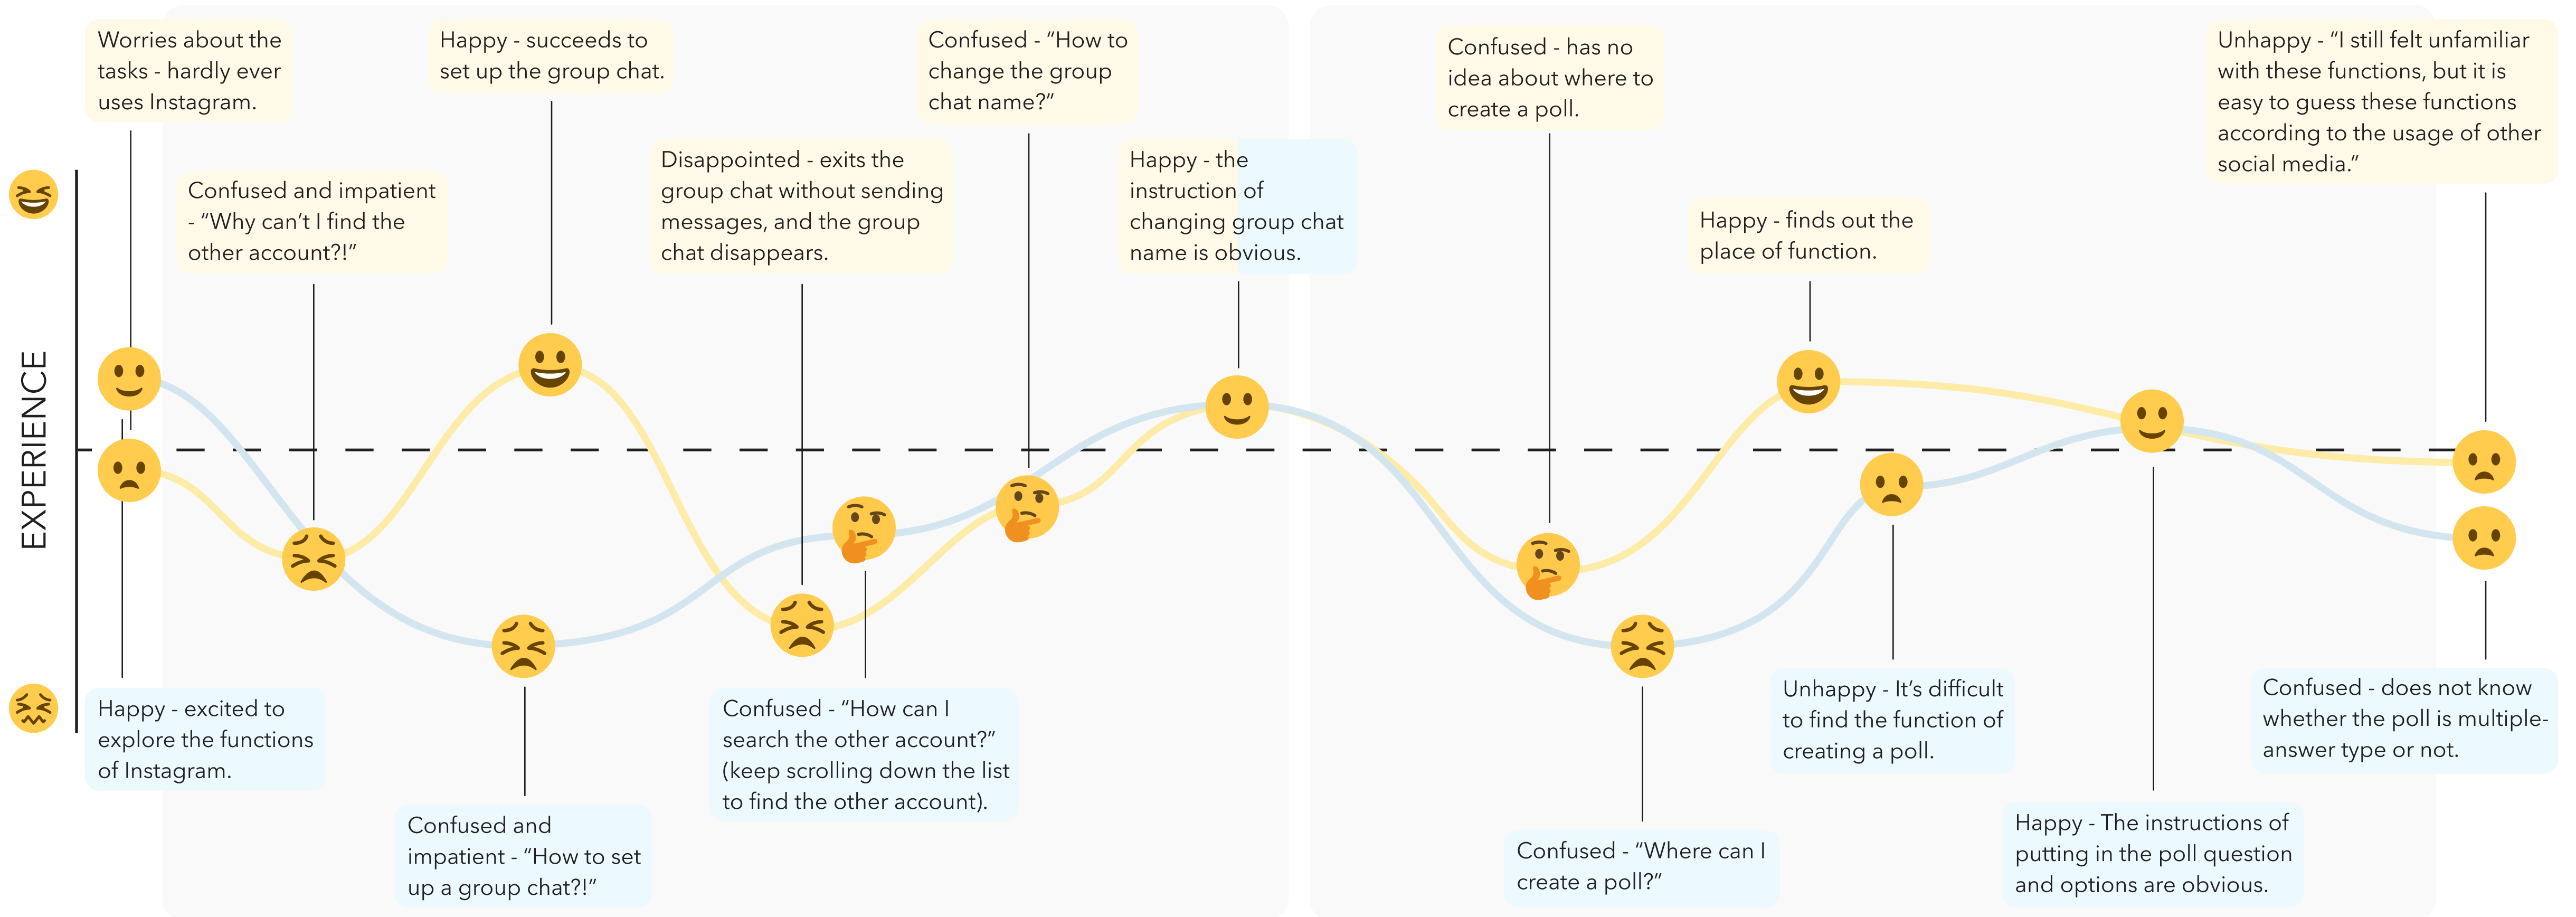 Worries about the
tasks - hardly ever
uses Instagram.
Confused and impatient
- “Why can’t I find the
other account?!”
Happy - succeeds to
set up the group chat.
Disappointed - exits the
group chat without sending
messages, and the group
chat disappears.
Confused - “How to
change the group
chat name?”
Happy - the
instruction of
changing group chat
name is obvious.
Confused - has no
idea about where to
create a poll.
Happy - finds out the
place of function.
Unhappy - “I still felt unfamiliar
with these functions, but it is
easy to guess these functions
according to the usage of other
social media.”
EXPERIENCE
Happy - excited to
explore the functions
of Instagram.
Confused and
impatient - “How to set
up a group chat?!”
Confused - “How can I
search the other account?”
(keep scrolling down the list
to find the other account).
Confused - “Where can I
create a poll?”
Unhappy - It’s difficult
to find the function of
creating a poll.
Happy - The instructions of
putting in the poll question
and options are obvious.
Confused - does not know
whether the poll is multiple-
answer type or not.